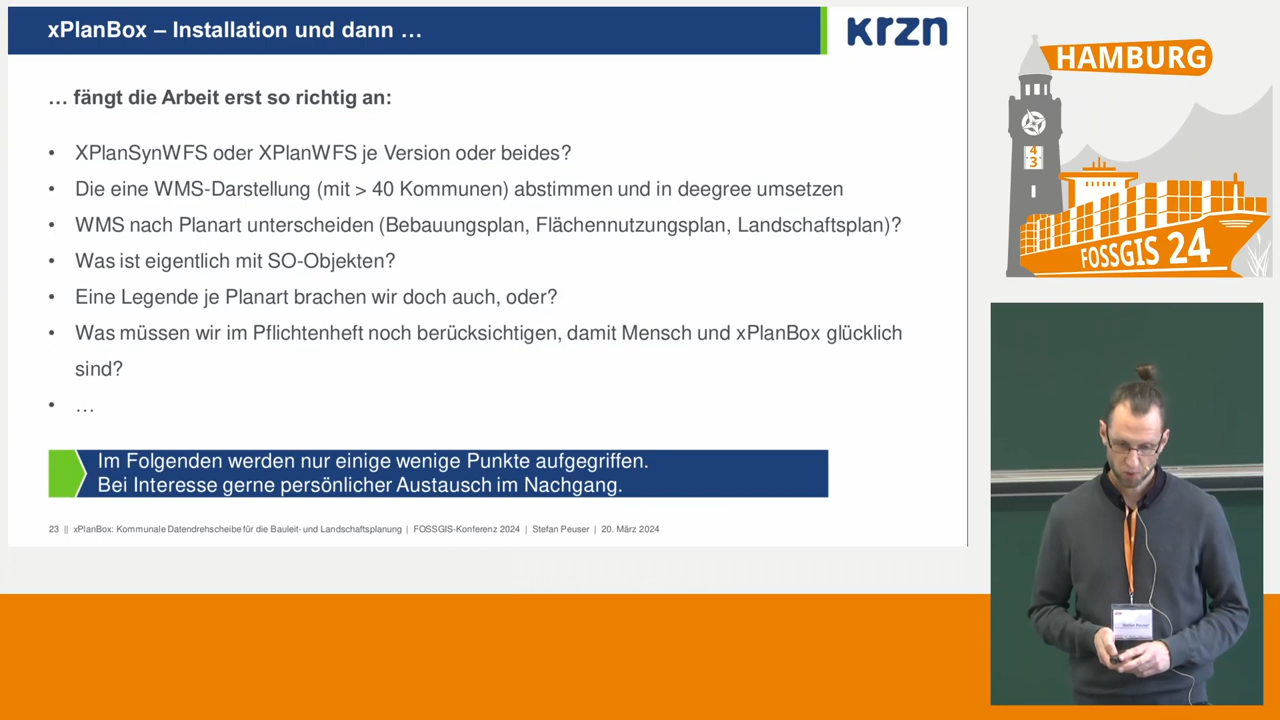 xPlanBox – Installation und dann …
krzn
… fängt die Arbeit erst so richtig an:
• XPlanSynWFS oder XPlanWFS je Version oder beides?
• Die eine WMS-Darstellung (mit > 40 Kommunen) abstimmen und in deegree umsetzen
• WMS nach Planart unterscheiden (Bebauungsplan, Flächennutzungsplan, Landschaftsplan)?
• Was ist eigentlich mit SO-Objekten?
• Eine Legende je Planart brachen wir doch auch, oder?
• Was müssen wir im Pflichtenheft noch berücksichtigen, damit Mensch und xPlanBox glücklich
sind?
• …
Im Folgenden werden nur einige wenige Punkte aufgegriffen.
Bei Interesse gerne persönlicher Austausch im Nachgang.
23 || xPlanBox: Kommunale Datendrehscheibe für die Bauleit- und Landschaftsplanung | FOSSGIS-Konferenz 2024 | Stefan Peuser | 20. März 2024
HAMBURG
4
3
FOSSGIS 24
Stefan Peuser